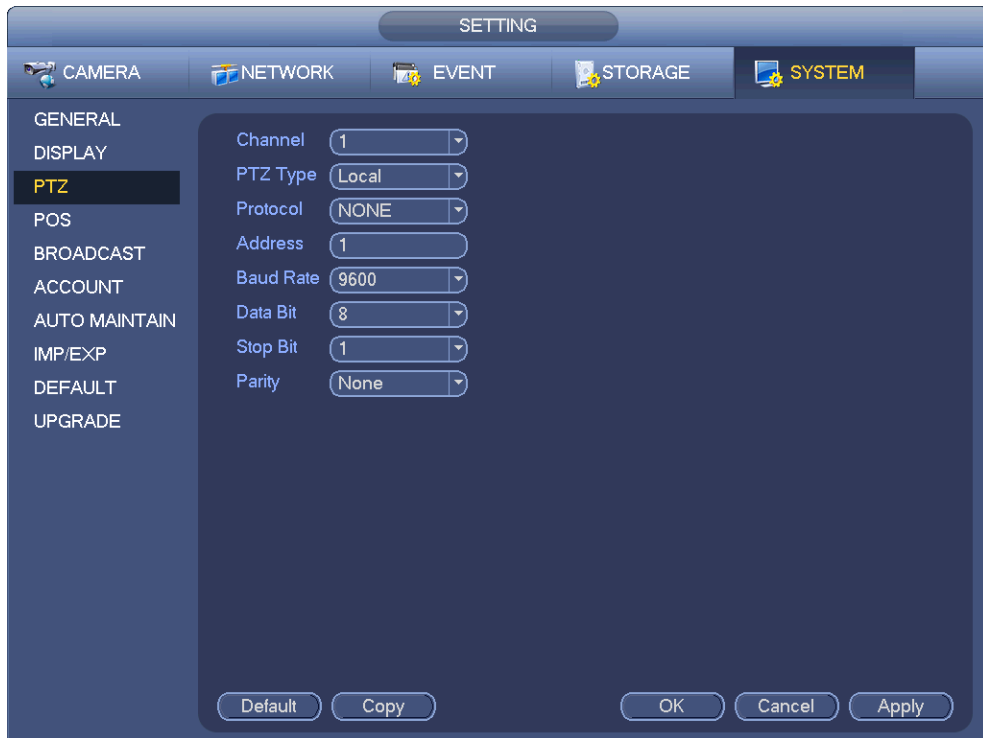 SETTING
CAMERA NETWORK EVENT STORAGE SYSTEM
GENERAL
DISPLAY
PTZ
POS
BROADCAST
ACCOUNT
AUTO MAINTAIN
IMP/EXP
DEFAULT
UPGRADE
Channel 1
PTZ Type Local
Protocol NONE
Address 1
Baud Rate 9600
Data Bit 8
Stop Bit 1
Parity None
Default Copy OK Cancel Apply